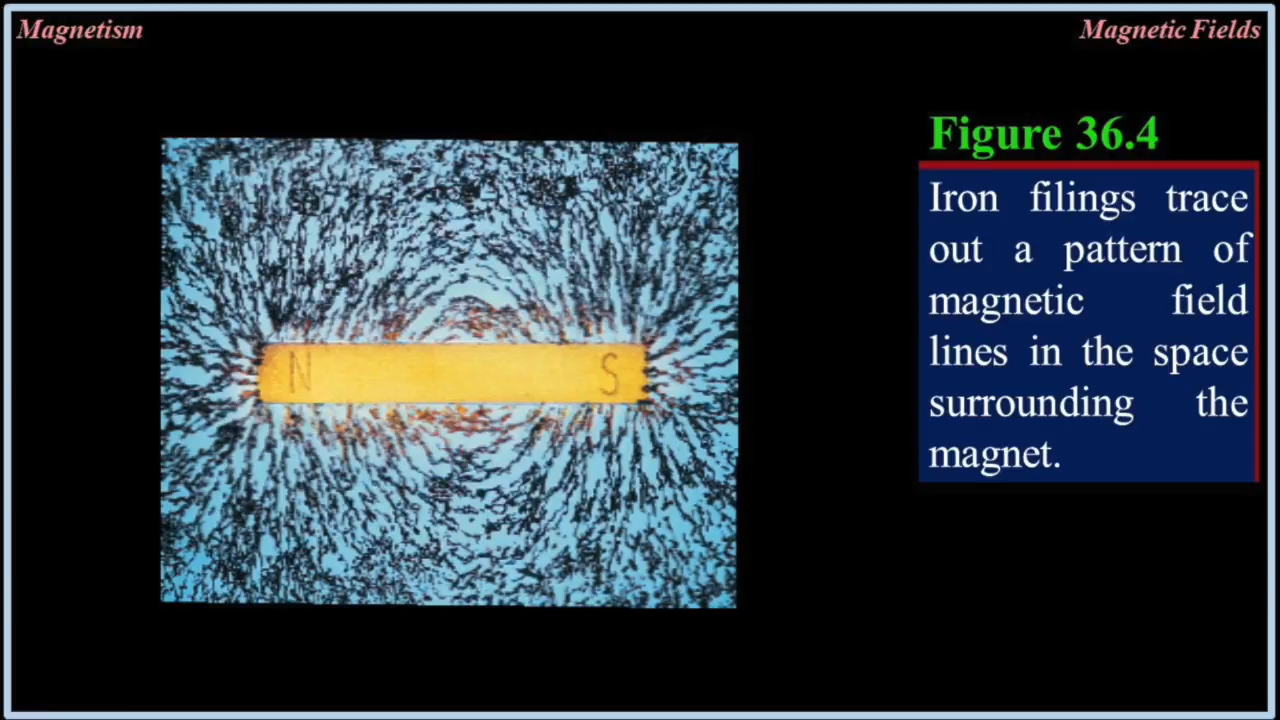 Magnetism
Magnetic Fields
Figure 36.4
Iron filings trace
out a pattern of
magnetic field
lines in the space
surrounding the
magnet.
N S